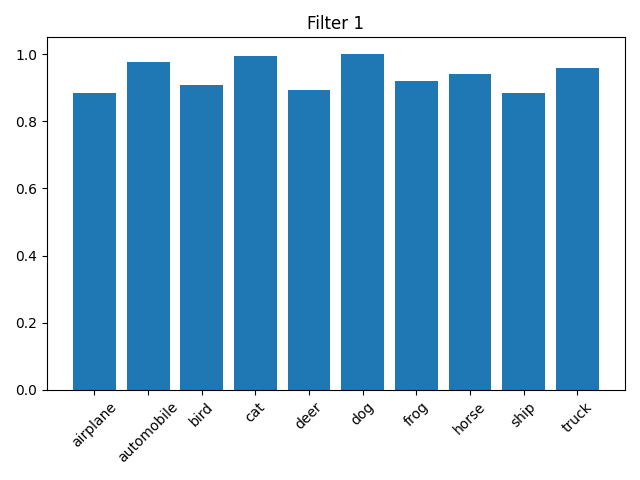 Filter 1
1.0
0.8
0.6
0.4
0.2
0.0
airplane
automobile
bird
cat
deer
dog
frog
horse
ship
truck